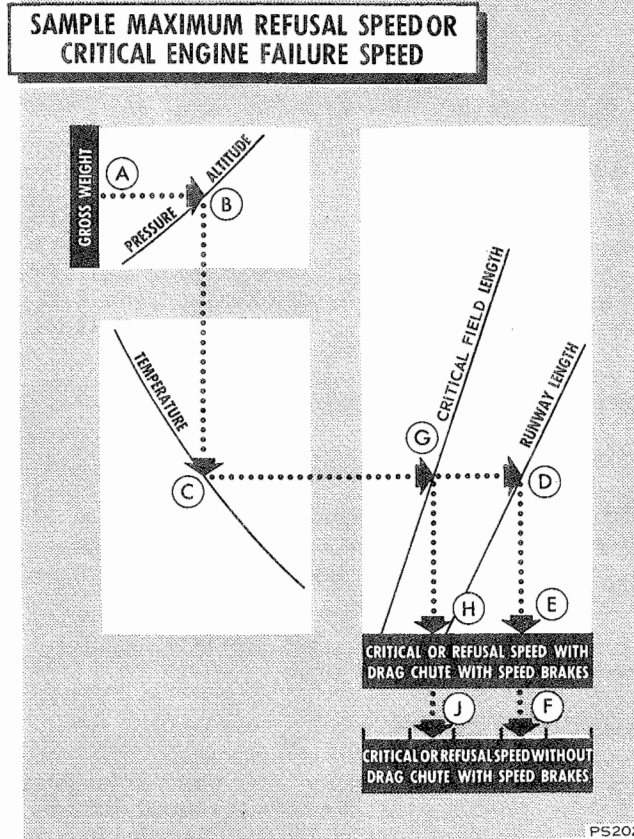 SAMPLE MAXIMUM REFUSAL SPEED OR
CRITICAL ENGINE FAILURE SPEED
GROSS WEIGHT
A
B
PRESSURE ALTITUDE
TEMPERATURE
C
CRITICAL FIELD LENGTH
RUNWAY LENGTH
G
D
H
E
CRITICAL OR REFUSAL SPEED WITH
DRAG CHUTE WITH SPEED BRAKES
J
F
CRITICAL OR REFUSAL SPEED WITHOUT
DRAG CHUTE WITH SPEED BRAKES